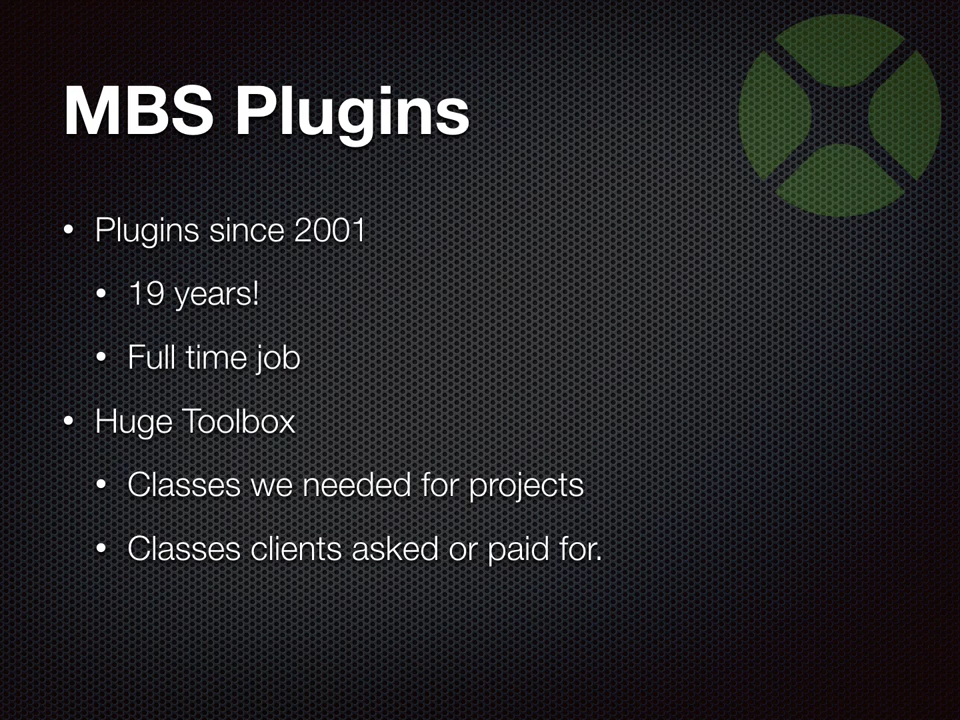 MBS Plugins
• Plugins since 2001
• 19 years!
• Full time job
• Huge Toolbox
• Classes we needed for projects
• Classes clients asked or paid for.